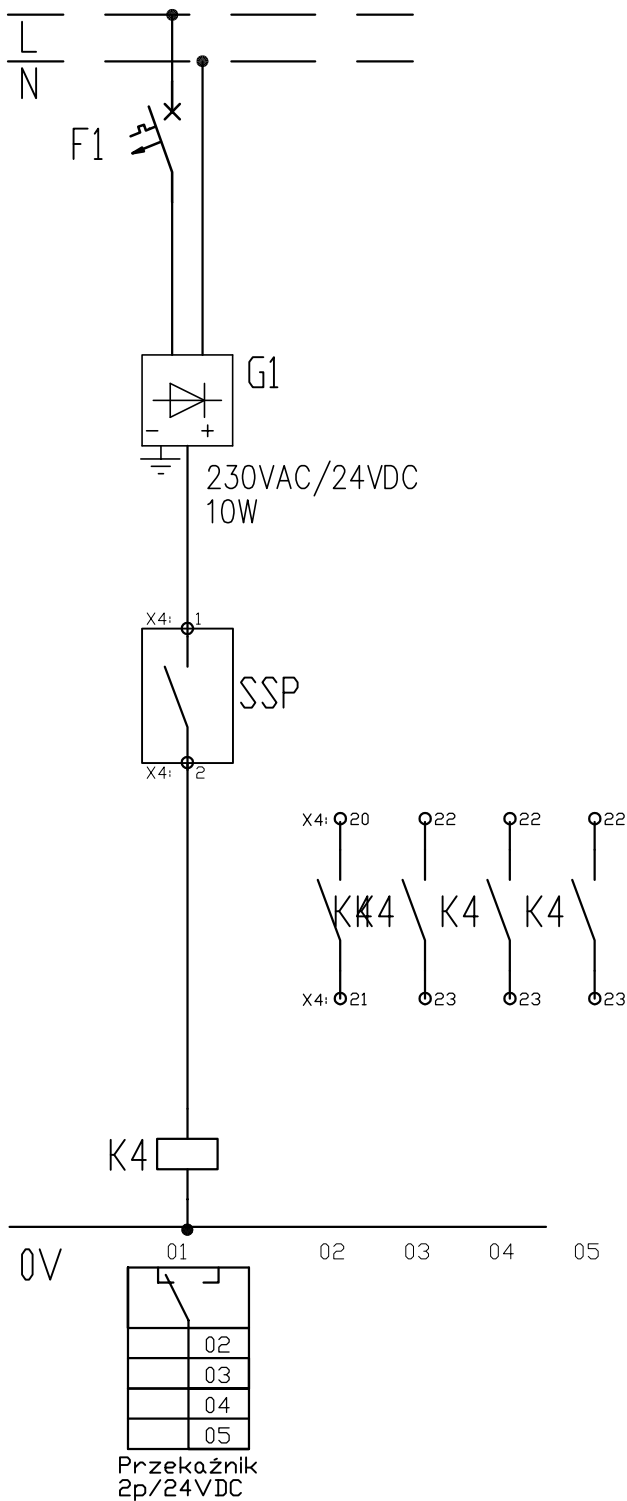 L
N
F1
G1
- +
230VAC/24VDC
10W
X4: 1
SSP
X4: 2
X4: 20 22 22 22
K4 K4 K4 K4
X4: 21 23 23 23
K4
0V 01 02 03 04 05
02
03
04
05
Przekaźnik
2p/24VDC